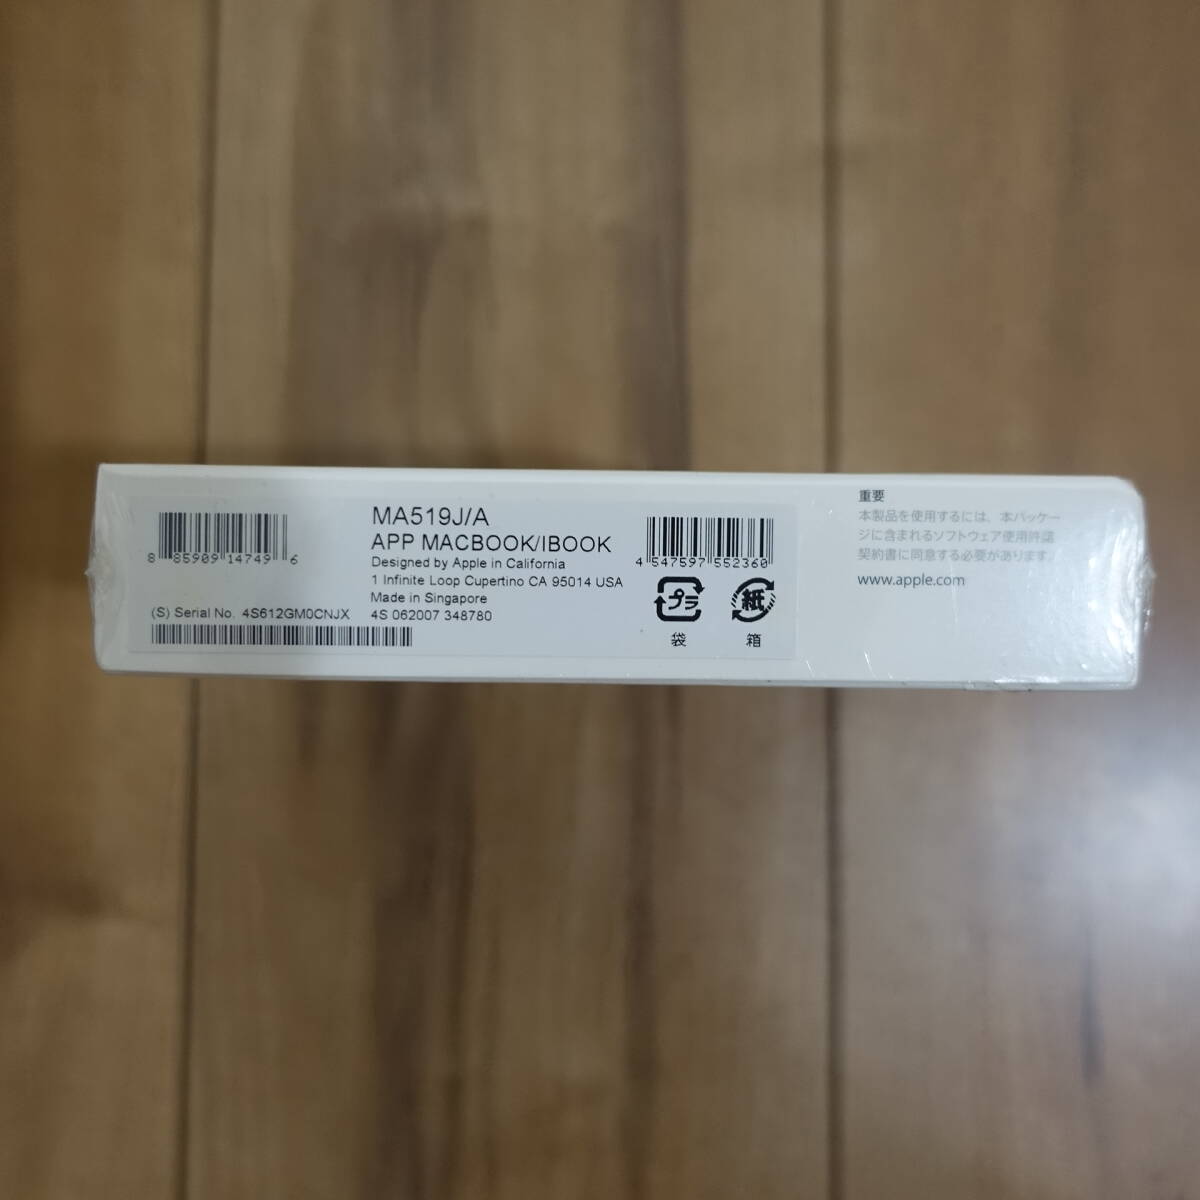 8 85909 14749 6
(S) Serial No. 4S612GM0CNJX
MA519J/A
APP MACBOOK/IBOOK
Designed by Apple in California
1 Infinite Loop Cupertino CA 95014 USA
Made in Singapore
4S 062007 348780
4 547597 552360
プラ 紙
袋 箱
重要
本製品を使用するには、本パッケー
ジに含まれるソフトウェア使用許諾
契約書に同意する必要があります。
www.apple.com